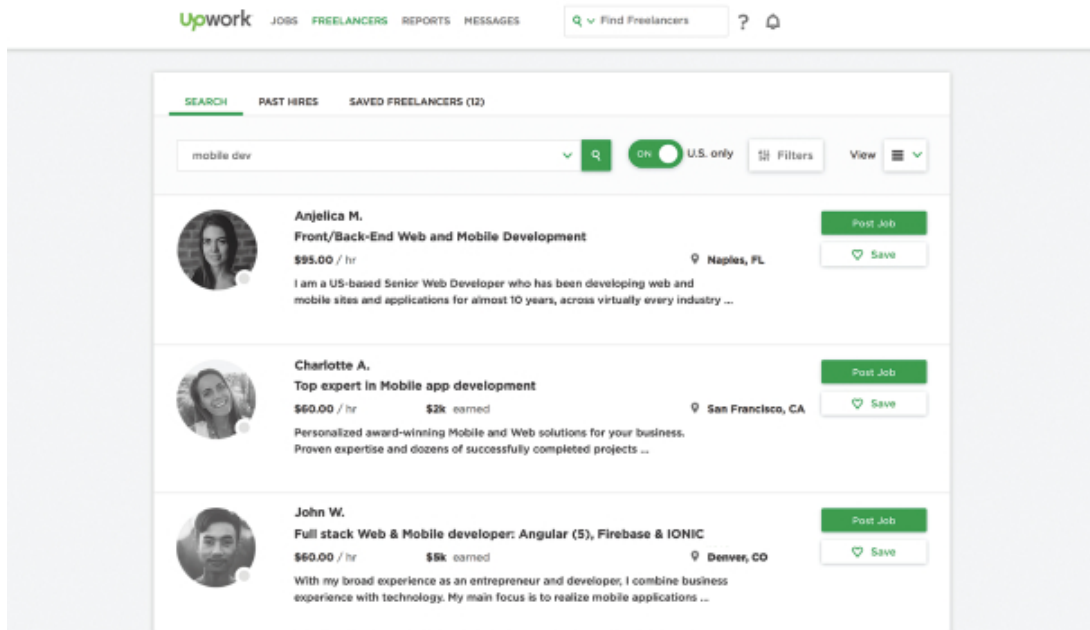 Upwork JOBS FREELANCERS REPORTS MESSAGES Find Freelancers ?
SEARCH PAST HIRES SAVED FREELANCERS (12)
mobile dev ON U.S. only Filters View
Anjelica M.
Post Job
Front/Back-End Web and Mobile Development
$95.00 / hr Naples, FL
Save
I am a US-based Senior Web Developer who has been developing web and
mobile sites and applications for almost 10 years, across virtually every industry ...
Charlotte A.
Post Job
Top expert in Mobile app development
$60.00 / hr $2k earned San Francisco, CA
Save
Personalized award-winning Mobile and Web solutions for your business.
Proven expertise and dozens of successfully completed projects ...
John W.
Post Job
Full stack Web & Mobile developer: Angular (5), Firebase & IONIC
$60.00 / hr $5k earned Denver, CO
Save
With my broad experience as an entrepreneur and developer, I combine business
experience with technology. My main focus is to realize mobile applications ...